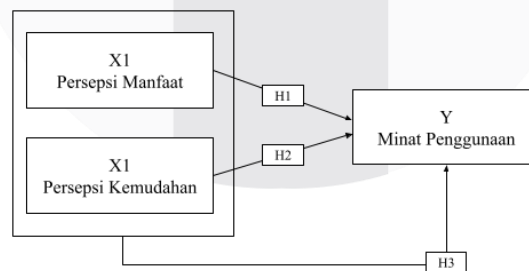 X1
Persepsi Manfaat
H1
Y
Minat Penggunaan
X1
Persepsi Kemudahan
H2
H3